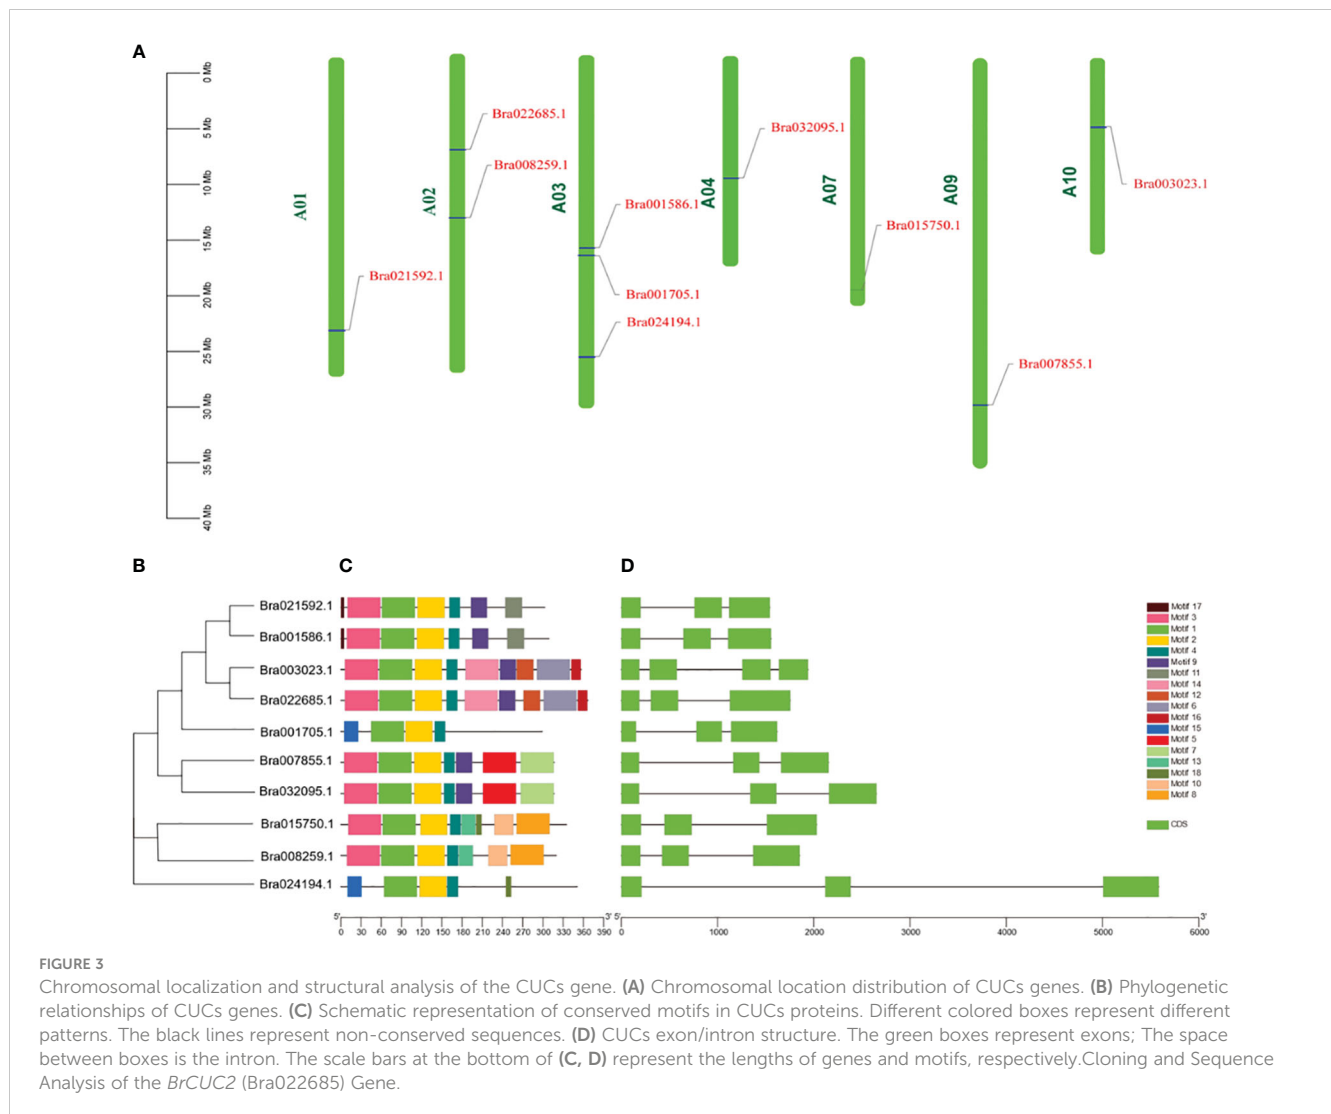 A
0 Mb
5 Mb
10 Mb
15 Mb
20 Mb
25 Mb
30 Mb
35 Mb
40 Mb
A01
Bra021592.1
A02
Bra022685.1
Bra008259.1
A03
Bra001586.1
Bra001705.1
Bra024194.1
A04
Bra032095.1
A07
Bra015750.1
A09
Bra007855.1
A10
Bra003023.1
B
C
D
Bra021592.1
Bra001586.1
Bra003023.1
Bra022685.1
Bra001705.1
Bra007855.1
Bra032095.1
Bra015750.1
Bra008259.1
Bra024194.1
5' 3'
0 30 60 90 120 150 180 210 240 270 300 330 360 390
5' 3'
0 1000 2000 3000 4000 5000 6000
Motif 17
Motif 3
Motif 1
Motif 2
Motif 4
Motif 9
Motif 11
Motif 14
Motif 12
Motif 6
Motif 16
Motif 15
Motif 5
Motif 7
Motif 13
Motif 18
Motif 10
Motif 8
CDS
FIGURE 3
Chromosomal localization and structural analysis of the CUCs gene. (A) Chromosomal location distribution of CUCs genes. (B) Phylogenetic
relationships of CUCs genes. (C) Schematic representation of conserved motifs in CUCs proteins. Different colored boxes represent different
patterns. The black lines represent non-conserved sequences. (D) CUCs exon/intron structure. The green boxes represent exons; The space
between boxes is the intron. The scale bars at the bottom of (C, D) represent the lengths of genes and motifs, respectively.Cloning and Sequence
Analysis of the BrCUC2 (Bra022685) Gene.